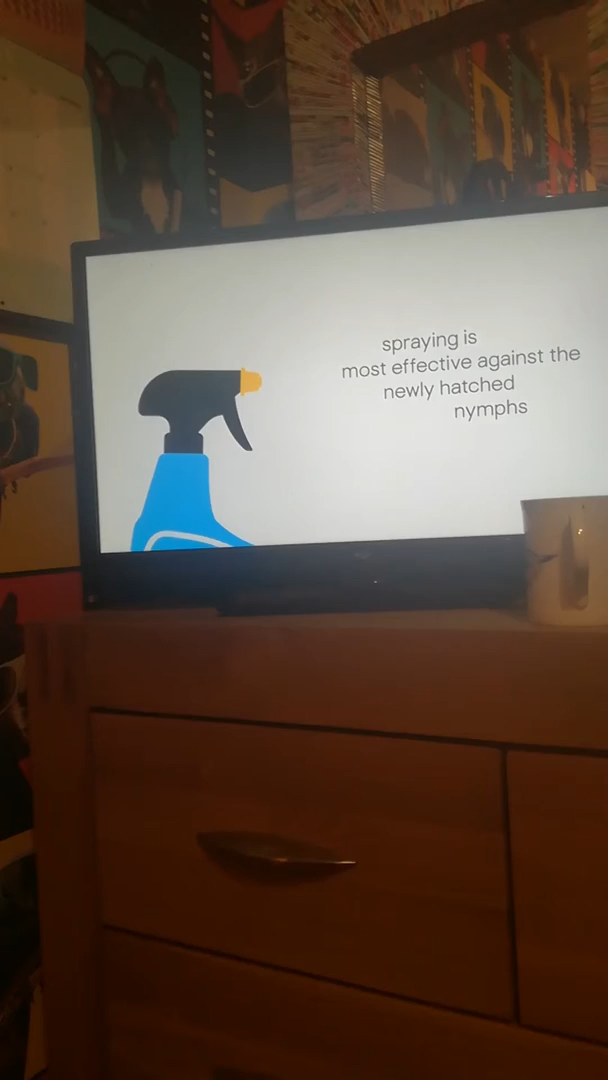 spraying is
most effective against the
newly hatched
nymphs